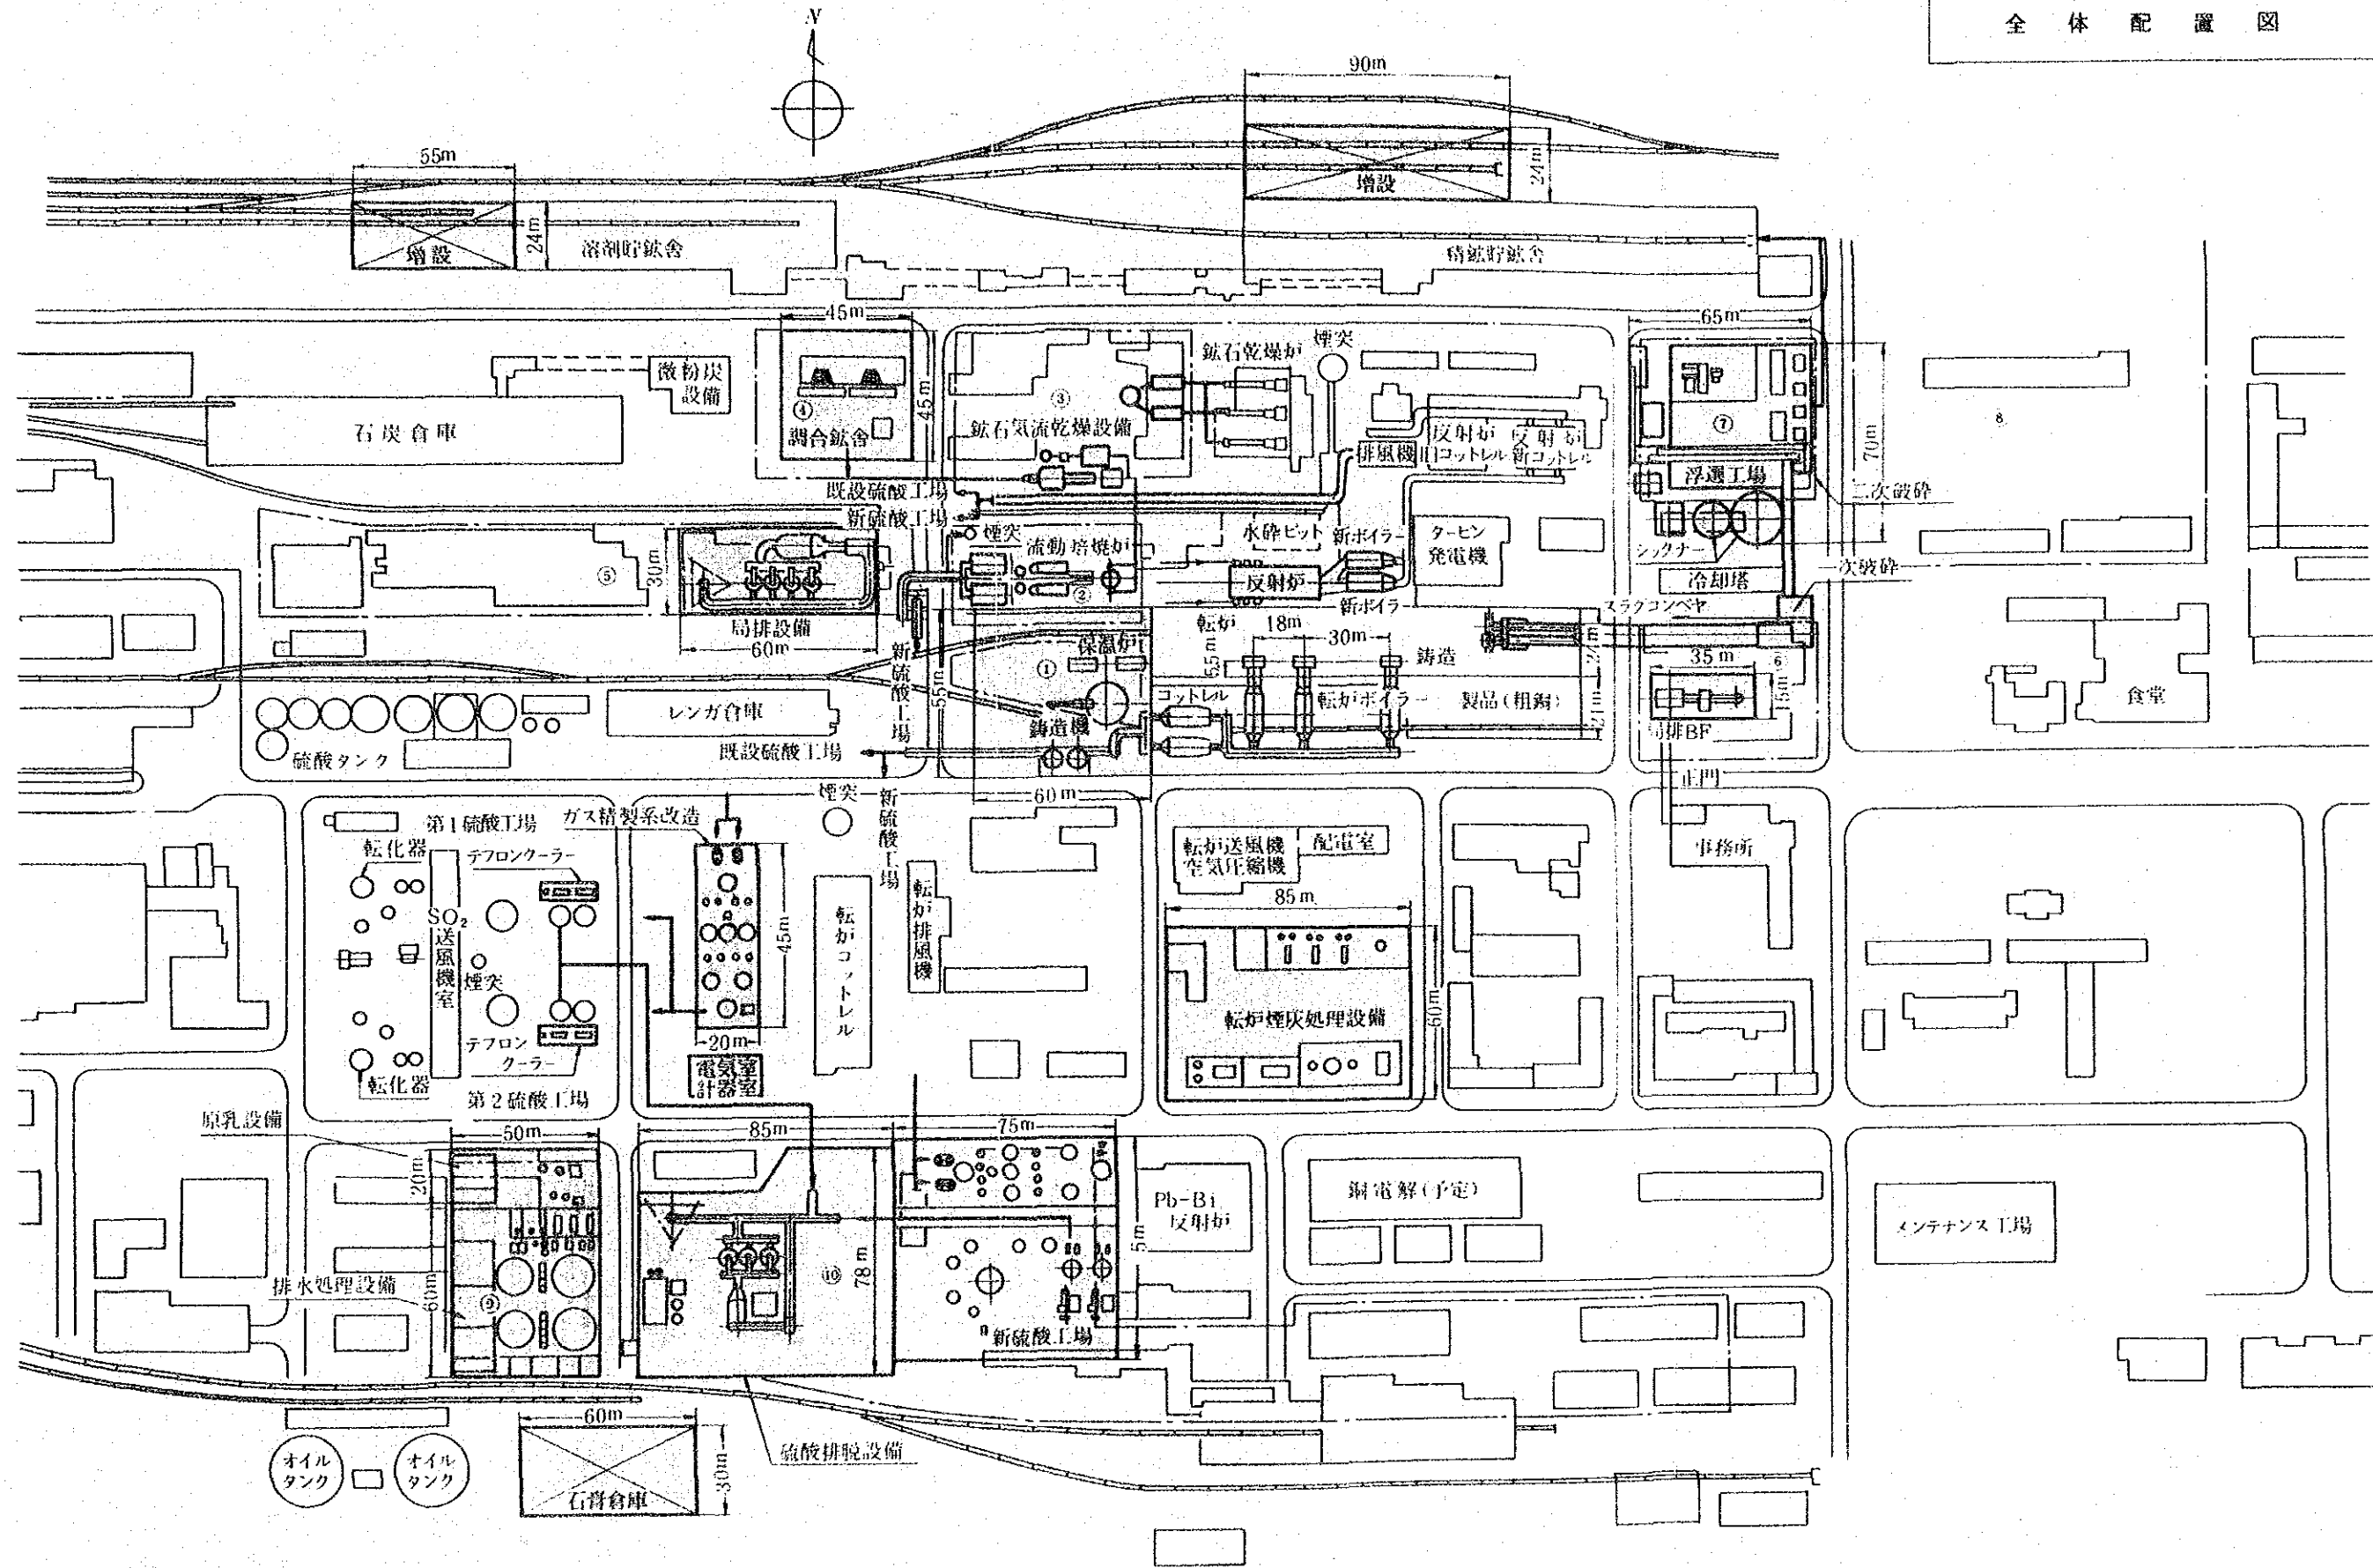 全体配置図
N
90m
55m
24m
増設
24m
増設
溶剤貯鉱舎
精鉱貯鉱舎
45m
65m
微粉炭
設備
45m
④
調合鉱舎
③
鉱石気流乾燥設備
鉱石乾燥炉
煙突
石炭倉庫
排風機
反射炉
旧コットレル
反射炉
新コットレル
⑦
70m
8
浮選工場
二次破砕
既設硫酸工場
新硫酸工場
煙突
流動焙焼炉
②
水砕ピット
新ボイラー
反射炉
新ボイラー
タービン
発電機
シックナー
冷却塔
一次破砕
⑤
30m
局排設備
60m
スラグコンベヤ
転炉
18m
30m
55m
24m
新硫酸工場
保温炉
①
55m
鋳造
35m
6
15m
コットレル
転炉ボイラー
製品(粗銅)
21m
局排BF
食堂
レンガ倉庫
硫酸タンク
鋳造機
既設硫酸工場
60m
正門
煙突
新硫酸工場
第1硫酸工場
ガス精製系改造
転化器
テフロンクーラー
転炉送風機
空気圧縮機
配電室
事務所
85m
SO₂送風機室
煙突
45m
転炉コットレル
転炉排風機
60m
転炉煙灰処理設備
テフロン
クーラー
20m
電気室
計器室
転化器
第2硫酸工場
原乳設備
50m
85m
75m
20m
Pb-Bi
反射炉
銅電解(予定)
メンテナンス工場
排水処理設備
60m
⑨
⑩
78m
5m
新硫酸工場
60m
硫酸排脱設備
オイル
タンク
オイル
タンク
石膏倉庫
30m